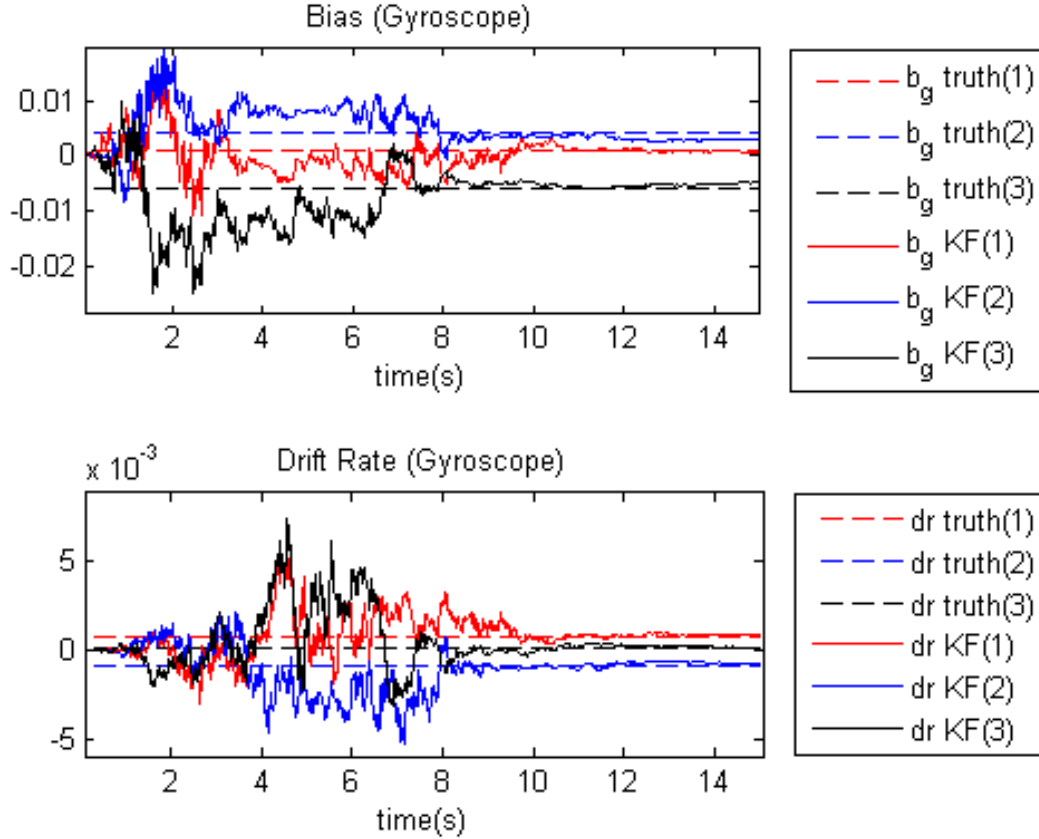 Bias (Gyroscope)
0.01
0
-0.01
-0.02
2 4 6 8 10 12 14
time(s)
b_g truth(1)
b_g truth(2)
b_g truth(3)
b_g KF(1)
b_g KF(2)
b_g KF(3)
x 10^-3
Drift Rate (Gyroscope)
5
0
-5
2 4 6 8 10 12 14
time(s)
dr truth(1)
dr truth(2)
dr truth(3)
dr KF(1)
dr KF(2)
dr KF(3)